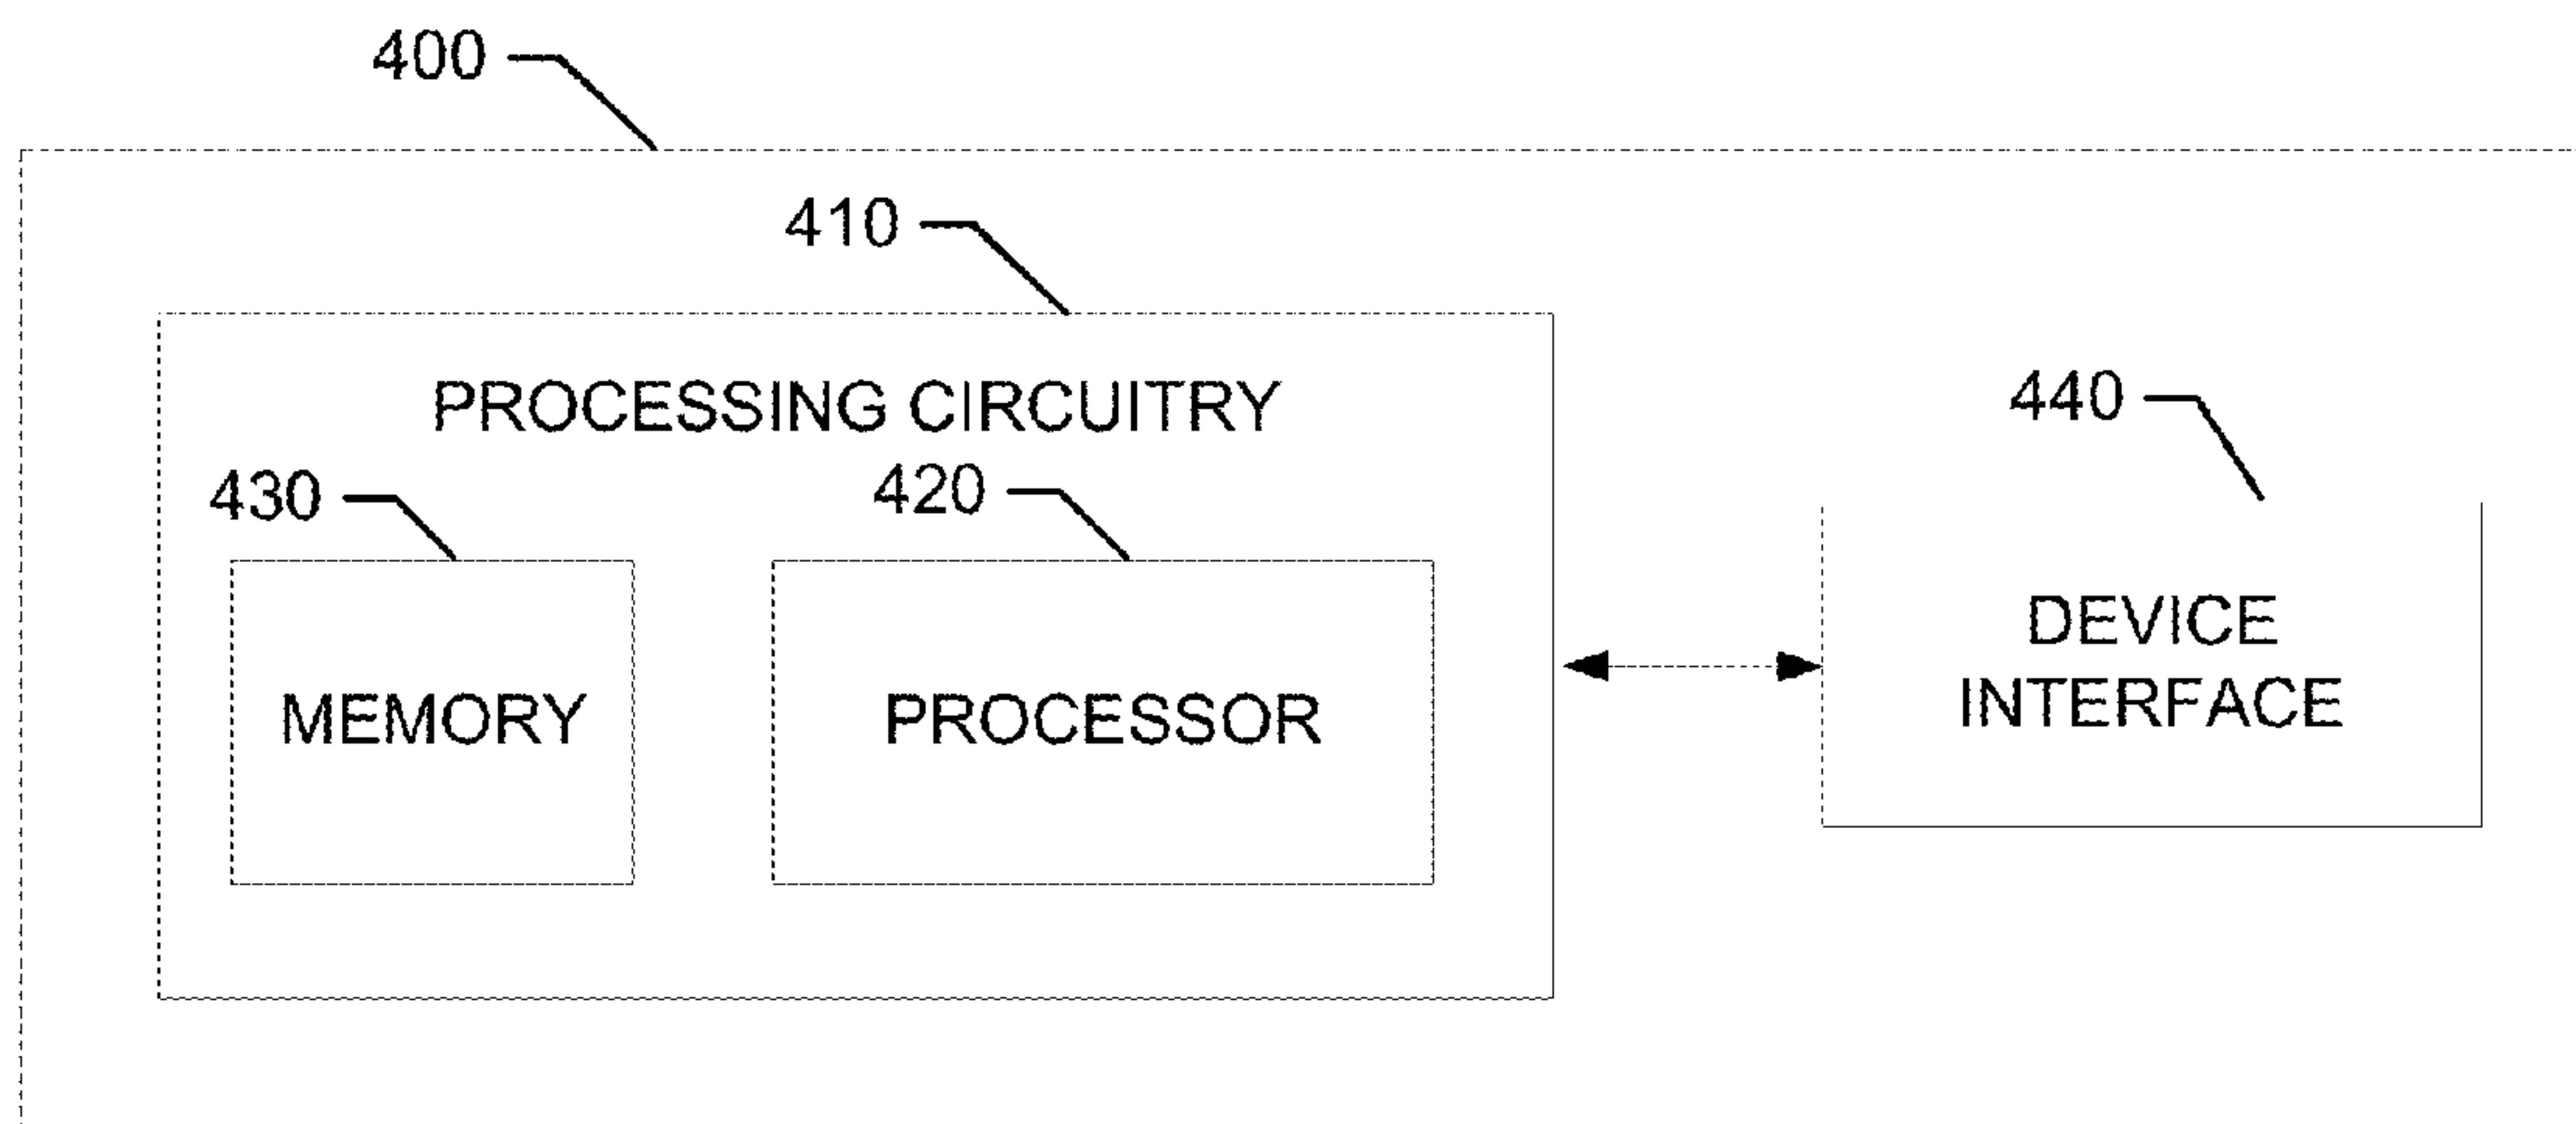 400
410
PROCESSING CIRCUITRY
440
430
420
MEMORY
PROCESSOR
DEVICE
INTERFACE